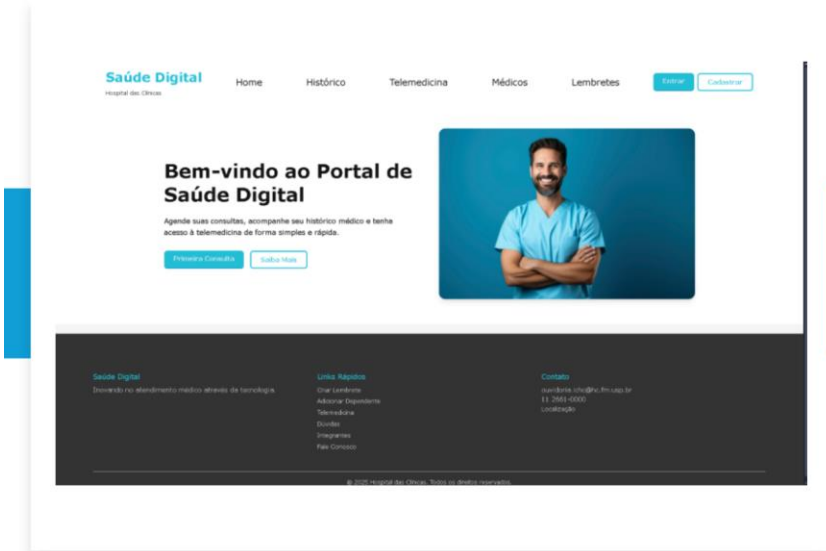 Saúde Digital
Hospital das Clínicas
Home
Histórico
Telemedicina
Médicos
Lembretes
Entrar
Cadastrar
Bem-vindo ao Portal de
Saúde Digital
Agende suas consultas, acompanhe seu histórico médico e tenha
acesso à telemedicina de forma simples e rápida.
Primeira Consulta
Saiba Mais
Saúde Digital
Inovando no atendimento médico através da tecnologia.
Links Rápidos
Criar Lembrete
Adicionar Dependente
Telemedicina
Dúvidas
Integrantes
Fale Conosco
Contato
ouvidoria.ichc@hc.fm.usp.br
11 2661-0000
Localização
© 2025 Hospital das Clínicas. Todos os direitos reservados.